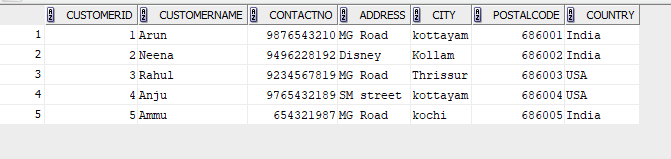 CUSTOMERID CUSTOMERNAME CONTACTNO ADDRESS CITY POSTALCODE COUNTRY
1 1 Arun 9876543210 MG Road kottayam 686001 India
2 2 Neena 9496228192 Disney Kollam 686002 India
3 3 Rahul 9234567819 MG Road Thrissur 686003 USA
4 4 Anju 9765432189 SM street kottayam 686004 USA
5 5 Ammu 654321987 MG Road kochi 686005 India